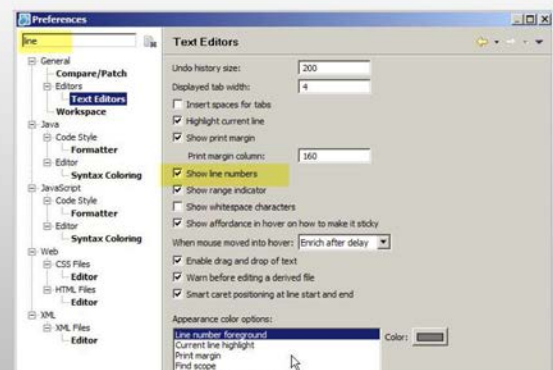 Preferences
line
General
Compare/Patch
Editors
Text Editors
Workspace
Java
Code Style
Formatter
Editor
Syntax Coloring
JavaScript
Code Style
Formatter
Editor
Syntax Coloring
Web
CSS Files
Editor
HTML Files
Editor
XML
XML Files
Editor
Text Editors
Undo history size: 200
Displayed tab width: 4
Insert spaces for tabs
Highlight current line
Show print margin
Print margin column: 160
Show line numbers
Show range indicator
Show whitespace characters
Show affordance in hover on how to make it sticky
When mouse moved into hover: Enrich after delay
Enable drag and drop of text
Warn before editing a derived file
Smart caret positioning at line start and end
Appearance color options:
Line number foreground
Current line highlight
Print margin
Find scope
Color: